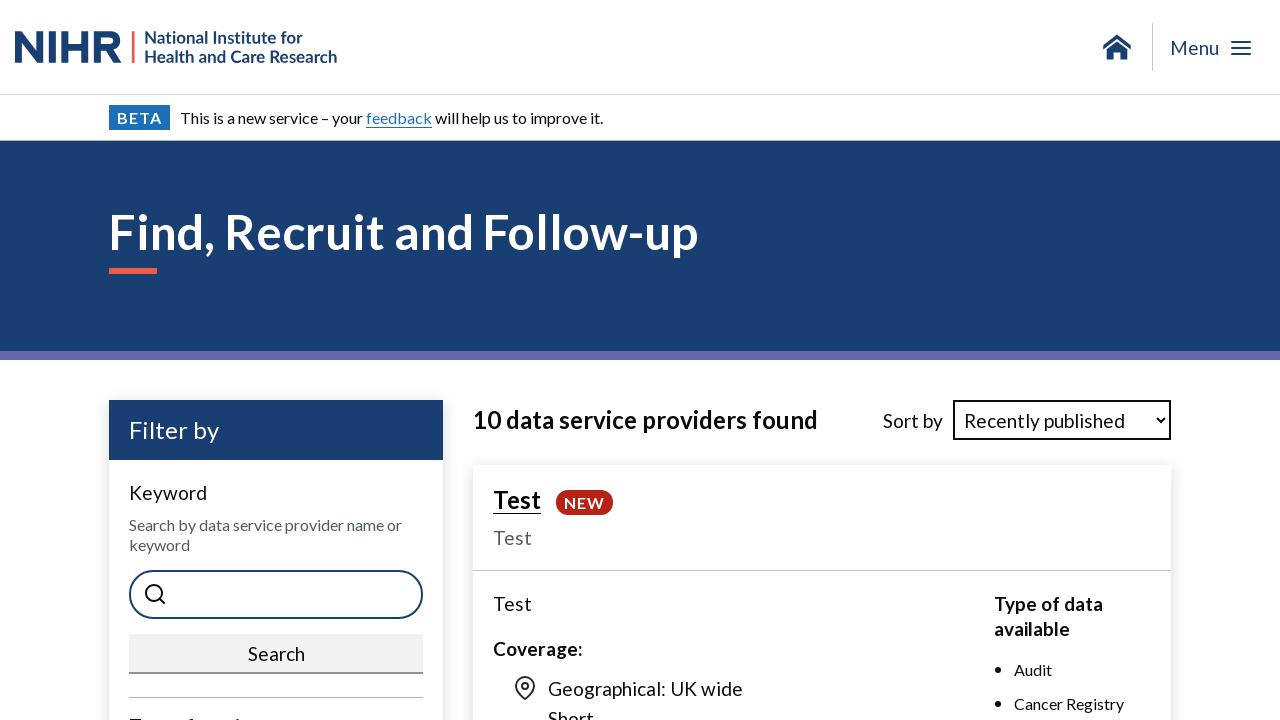 NIHR
National Institute for
Health and Care Research
Menu
BETA This is a new service – your feedback will help us to improve it.
Find, Recruit and Follow-up
Filter by
Keyword
Search by data service provider name or
keyword
Search
10 data service providers found
Sort by Recently published
Test NEW
Test
Test
Coverage:
Geographical: UK wide
Short
Type of data
available
Audit
Cancer Registry